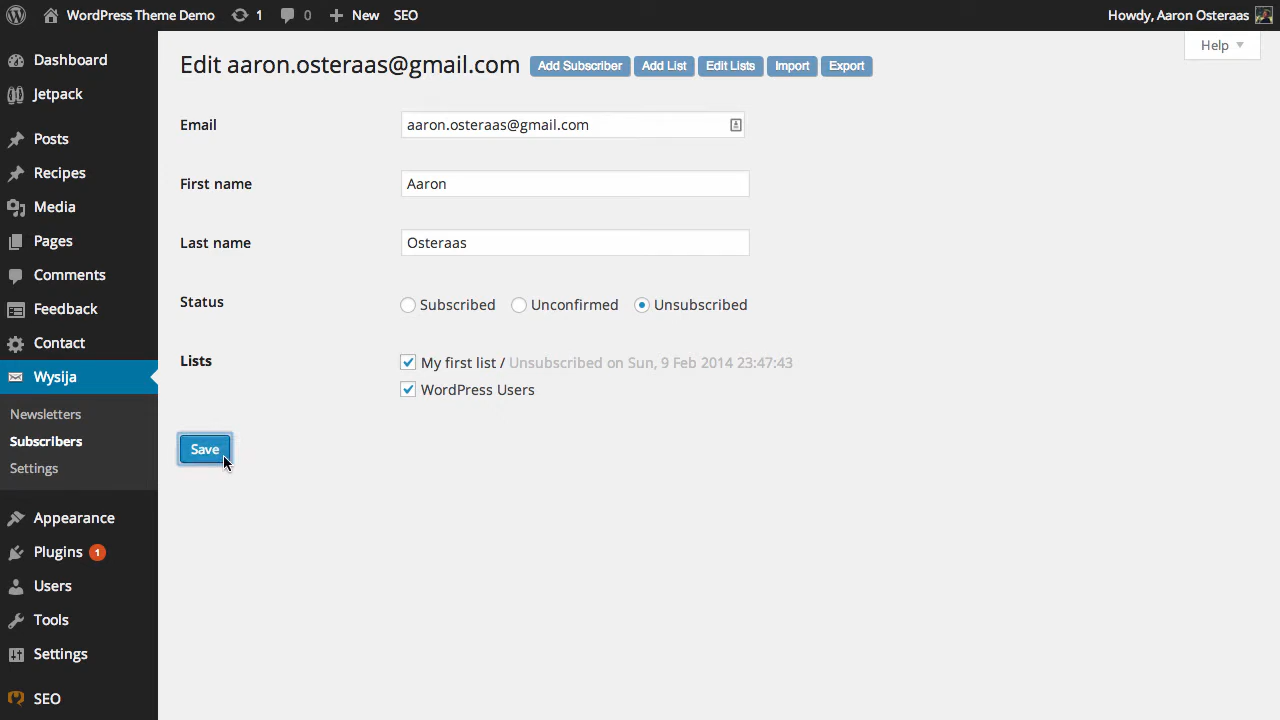 WordPress Theme Demo 1 0 New SEO Howdy, Aaron Osteraas
Help
Dashboard
Jetpack
Posts
Recipes
Media
Pages
Comments
Feedback
Contact
Wysija
Newsletters
Subscribers
Settings
Appearance
Plugins 1
Users
Tools
Settings
SEO
Edit aaron.osteraas@gmail.com Add Subscriber Add List Edit Lists Import Export
Email aaron.osteraas@gmail.com
First name Aaron
Last name Osteraas
Status Subscribed Unconfirmed Unsubscribed
Lists My first list / Unsubscribed on Sun, 9 Feb 2014 23:47:43
WordPress Users
Save